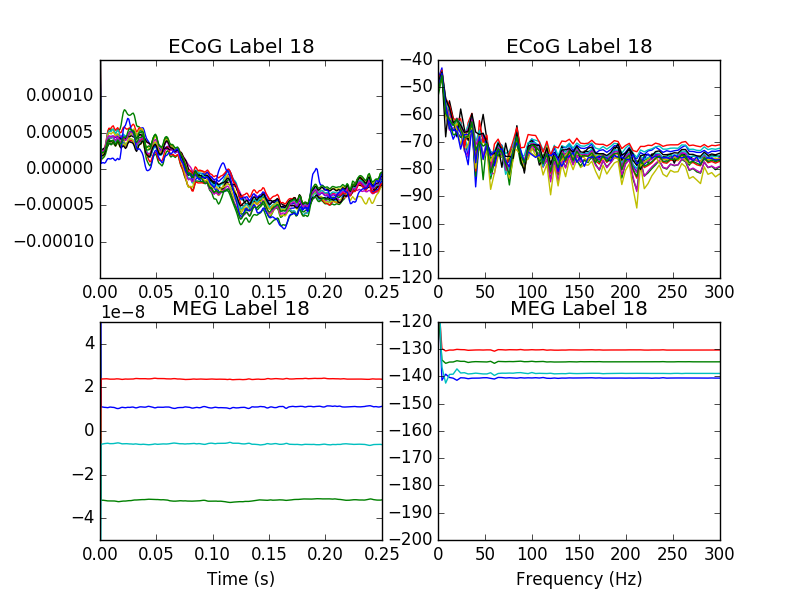 ECoG Label 18
ECoG Label 18
0.00010
0.00005
0.00000
−0.00005
−0.00010
0.00 0.05 0.10 0.15 0.20 0.25
−40
−50
−60
−70
−80
−90
−100
−110
−120
0 50 100 150 200 250 300
1e−8
MEG Label 18
MEG Label 18
4
2
0
−2
−4
0.00 0.05 0.10 0.15 0.20 0.25
Time (s)
−120
−130
−140
−150
−160
−170
−180
−190
−200
0 50 100 150 200 250 300
Frequency (Hz)